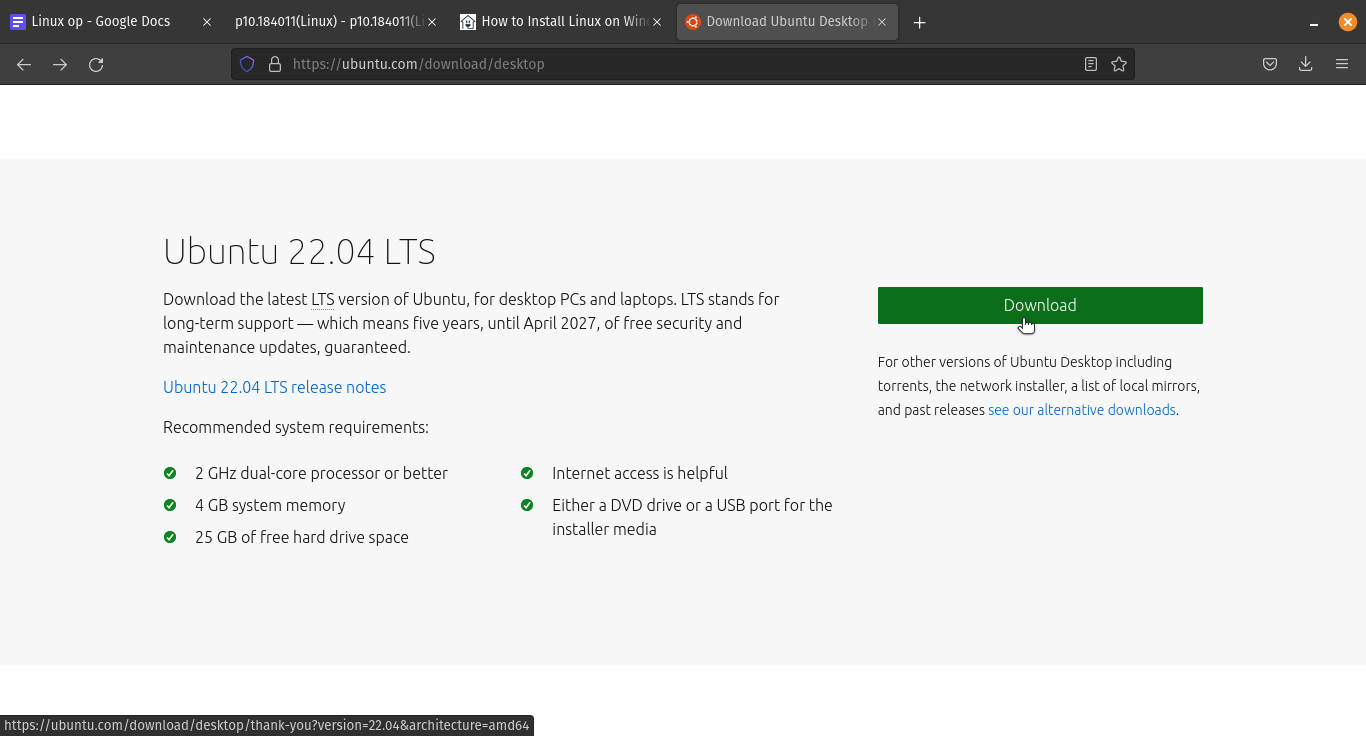 Linux op - Google Docs
p10.184011(Linux) - p10.184011(Li
How to Install Linux on Win
Download Ubuntu Desktop
https://ubuntu.com/download/desktop
Ubuntu 22.04 LTS
Download the latest LTS version of Ubuntu, for desktop PCs and laptops. LTS stands for
long-term support — which means five years, until April 2027, of free security and
maintenance updates, guaranteed.
Ubuntu 22.04 LTS release notes
Recommended system requirements:
2 GHz dual-core processor or better
4 GB system memory
25 GB of free hard drive space
Internet access is helpful
Either a DVD drive or a USB port for the
installer media
Download
For other versions of Ubuntu Desktop including
torrents, the network installer, a list of local mirrors,
and past releases see our alternative downloads.
https://ubuntu.com/download/desktop/thank-you?version=22.04&architecture=amd64